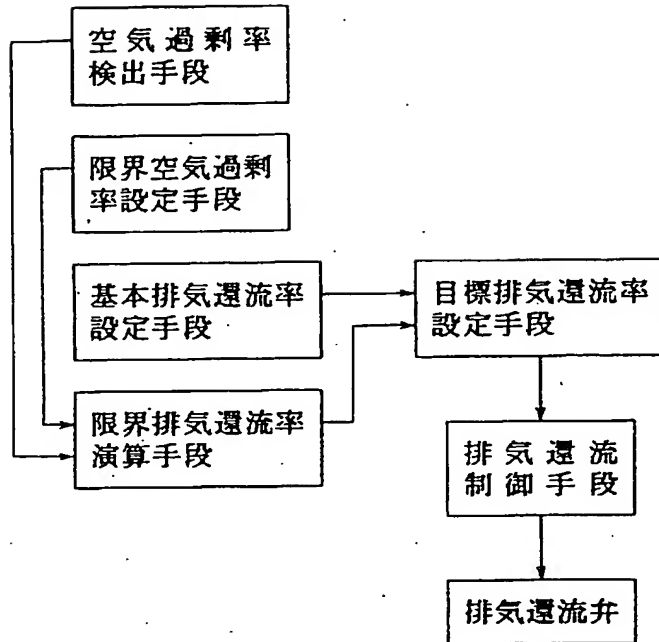 空気過剰率
検出手段
限界空気過剰
率設定手段
基本排気還流率
設定手段
目標排気還流率
設定手段
限界排気還流率
演算手段
排気還流
制御手段
排気還流弁